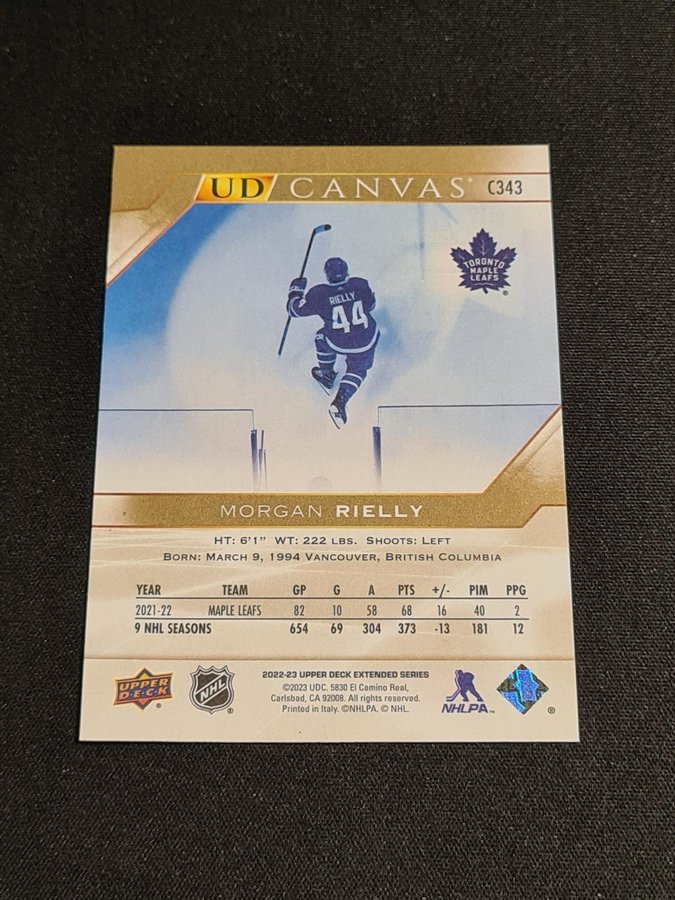 UD CANVAS® C343
TORONTO
MAPLE
LEAFS
®
RIELLY
44
MORGAN RIELLY
HT: 6'1" WT: 222 LBS. SHOOTS: LEFT
BORN: MARCH 9, 1994 VANCOUVER, BRITISH COLUMBIA
YEAR TEAM GP G A PTS +/- PIM PPG
2021-22 MAPLE LEAFS 82 10 58 68 16 40 2
9 NHL SEASONS 654 69 304 373 -13 181 12
2022-23 UPPER DECK EXTENDED SERIES
©2023 UDC. 5830 El Camino Real,
Carlsbad, CA 92008. All rights reserved.
Printed in Italy. ©NHLPA. © NHL.
UPPER
DECK
®
NHL
®
NHLPA™
®